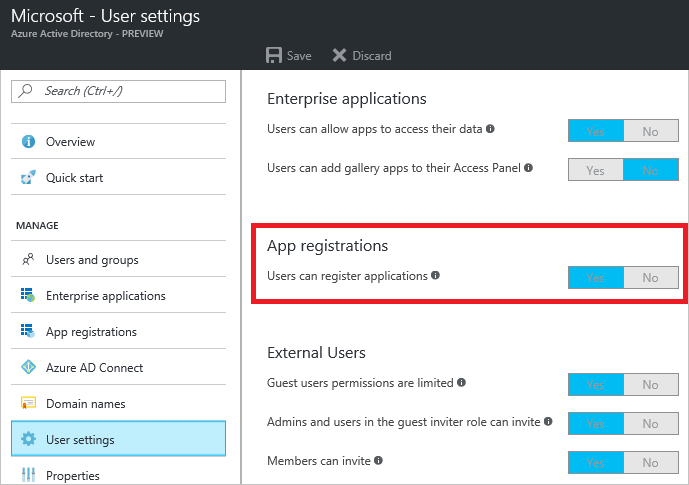 Microsoft - User settings
Azure Active Directory - PREVIEW
Save Discard
Search (Ctrl+/)
Overview
Quick start
MANAGE
Users and groups
Enterprise applications
App registrations
Azure AD Connect
Domain names
User settings
Properties
Enterprise applications
Users can allow apps to access their data Yes No
Users can add gallery apps to their Access Panel Yes No
App registrations
Users can register applications Yes No
External Users
Guest users permissions are limited Yes No
Admins and users in the guest inviter role can invite Yes No
Members can invite Yes No